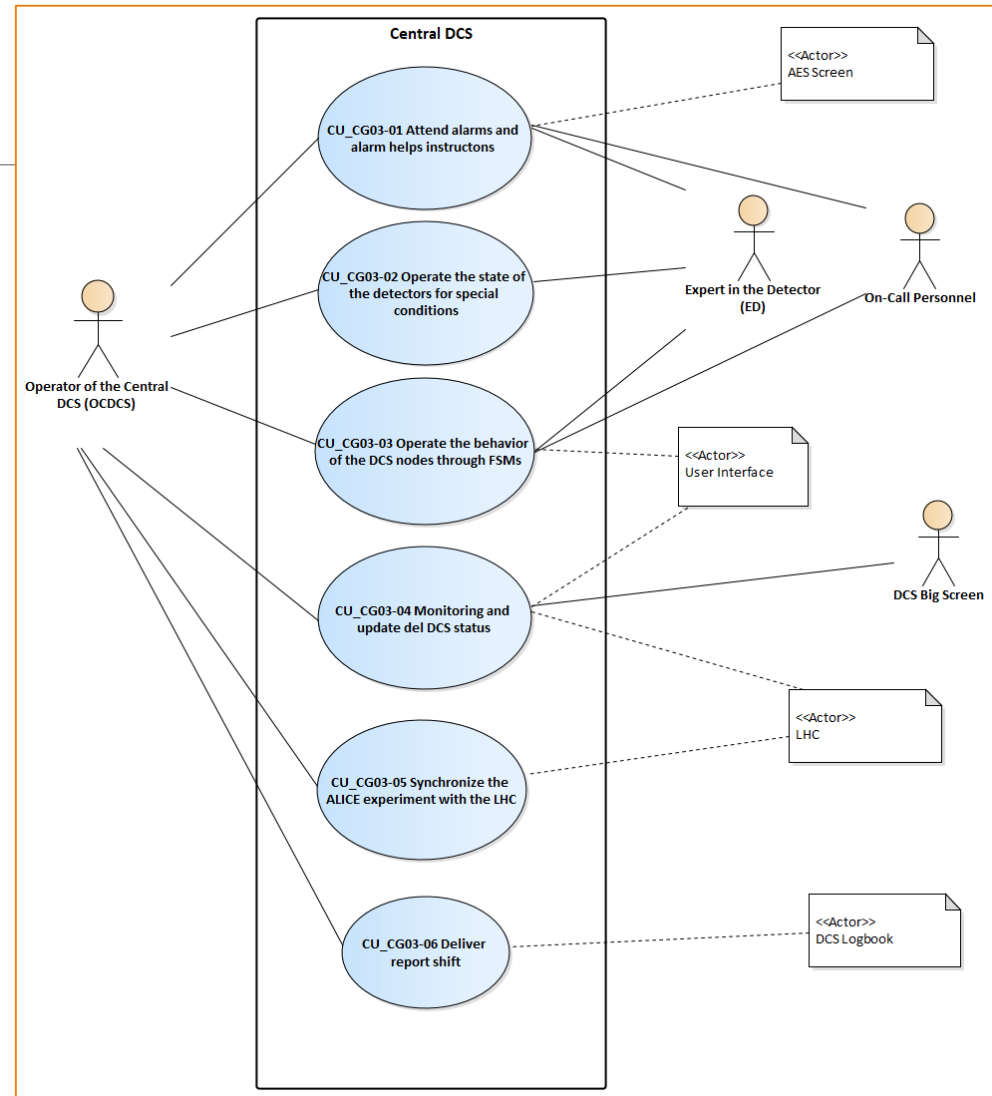 Central DCS
<<Actor>>
AES Screen
CU_CG03-01 Attend alarms and
alarm helps instructons
CU_CG03-02 Operate the state of
the detectors for special
conditions
Expert in the Detector
(ED)
On-Call Personnel
Operator of the Central
DCS (OCDCS)
CU_CG03-03 Operate the behavior
of the DCS nodes through FSMs
<<Actor>>
User Interface
CU_CG03-04 Monitoring and
update del DCS status
DCS Big Screen
<<Actor>>
LHC
CU_CG03-05 Synchronize the
ALICE experiment with the LHC
CU_CG03-06 Deliver
report shift
<<Actor>>
DCS Logbook